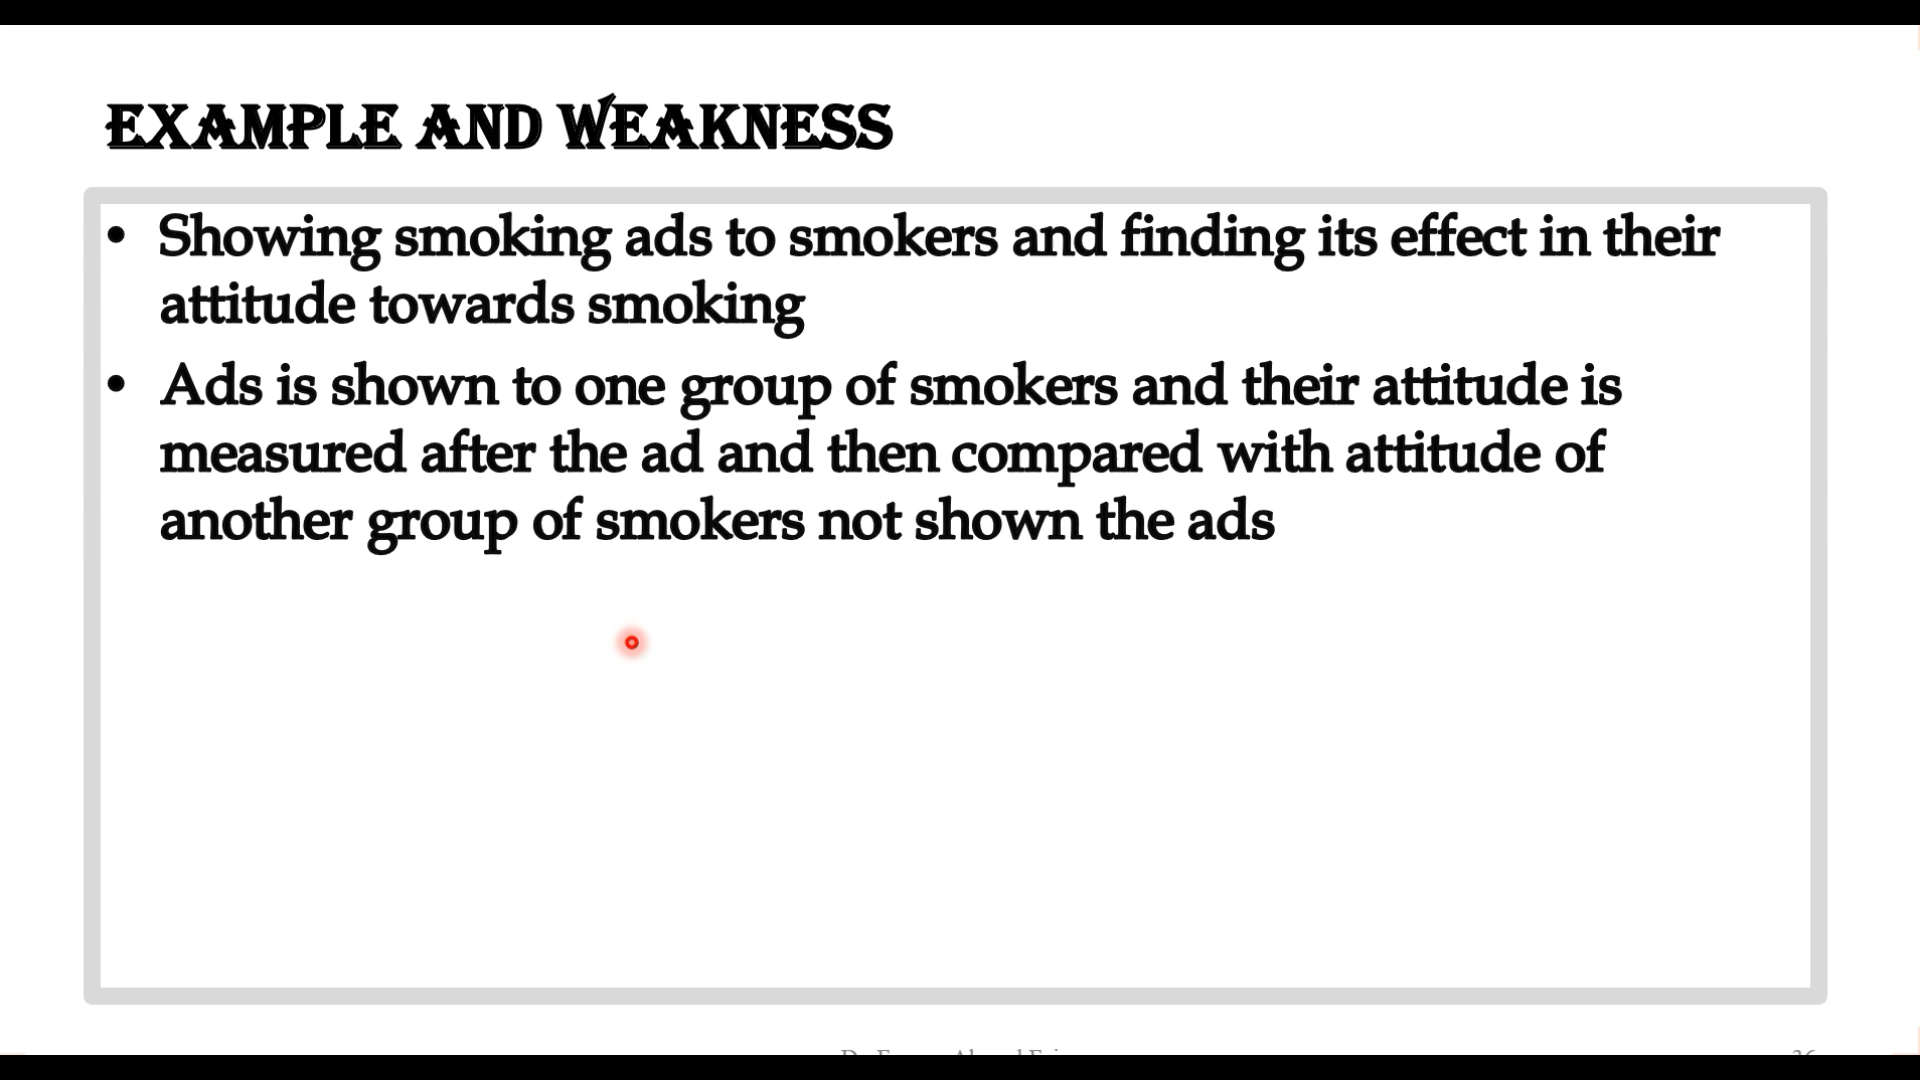 EXAMPLE AND WEAKNESS
• Showing smoking ads to smokers and finding its effect in their
attitude towards smoking
• Ads is shown to one group of smokers and their attitude is
measured after the ad and then compared with attitude of
another group of smokers not shown the ads